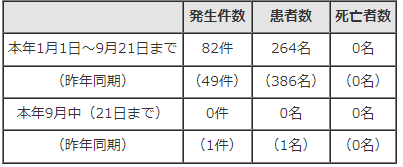 発生件数 患者数 死亡者数
本年1月1日～9月21日まで 82件 264名 0名
（昨年同期） （49件） （386名） （0名）
本年9月中（21日まで） 0件 0名 0名
（昨年同期） （1件） （1名） （0名）